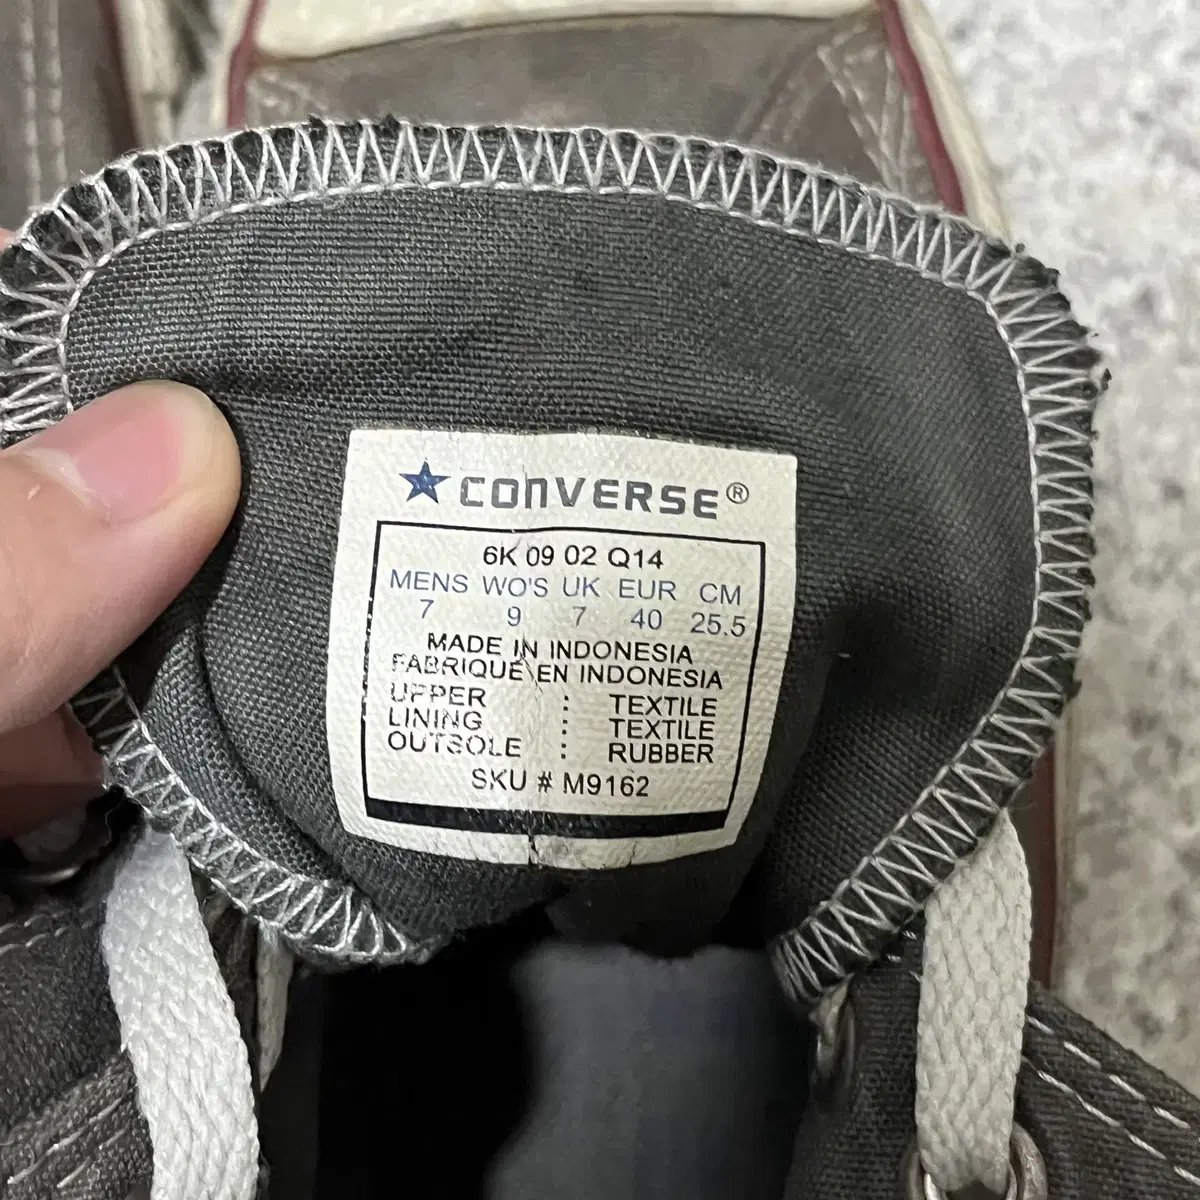 CONVERSE®
6K 09 02 Q14
MENS WO'S UK EUR CM
7 9 7 40 25.5
MADE IN INDONESIA
FABRIQUE EN INDONESIA
UPPER : TEXTILE
LINING : TEXTILE
OUTSOLE : RUBBER
SKU # M9162